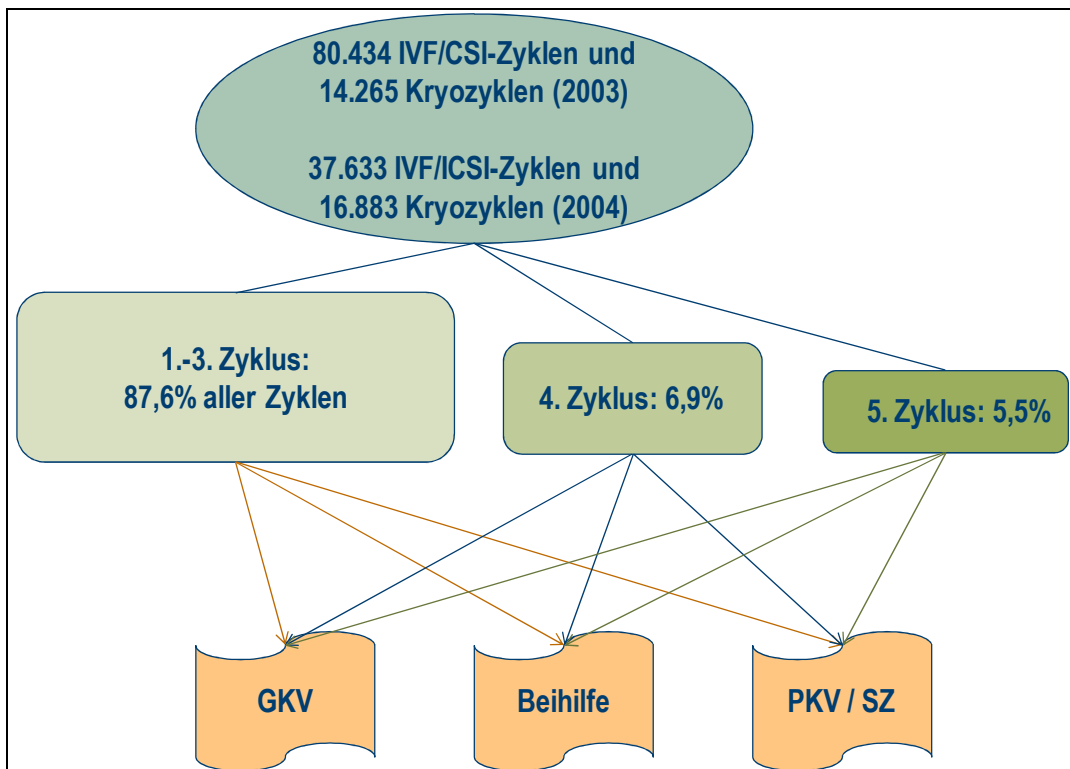 80.434 IVF/CSI-Zyklen und
14.265 Kryozyklen (2003)
37.633 IVF/ICSI-Zyklen und
16.883 Kryozyklen (2004)
1.-3. Zyklus:
87,6% aller Zyklen
4. Zyklus: 6,9%
5. Zyklus: 5,5%
GKV
Beihilfe
PKV / SZ